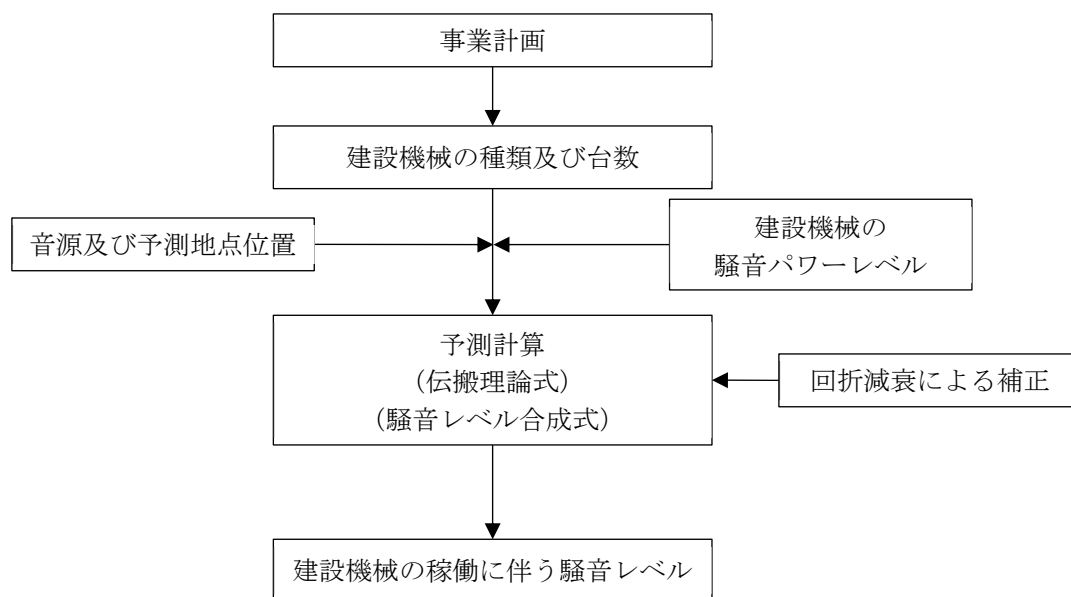 事業計画
建設機械の種類及び台数
音源及び予測地点位置
建設機械の
騒音パワーレベル
予測計算
（伝搬理論式）
（騒音レベル合成式）
回折減衰による補正
建設機械の稼働に伴う騒音レベル